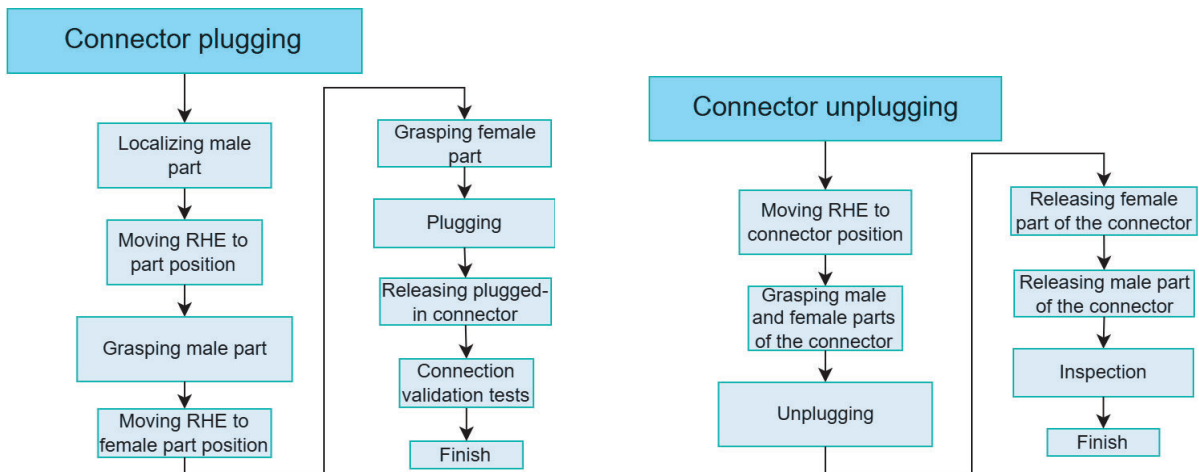 Connector plugging
Localizing male
part
Moving RHE to
part position
Grasping male part
Moving RHE to
female part position
Grasping female
part
Plugging
Releasing plugged-
in connector
Connection
validation tests
Finish
Connector unplugging
Moving RHE to
connector position
Grasping male
and female parts
of the connector
Unplugging
Releasing female
part of the connector
Releasing male part
of the connector
Inspection
Finish